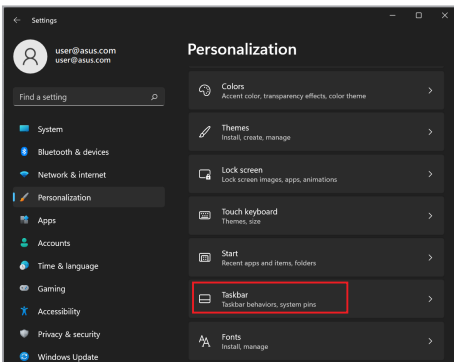 Settings
user@asus.com
user@asus.com
Find a setting
System
Bluetooth & devices
Network & internet
Personalization
Apps
Accounts
Time & language
Gaming
Accessibility
Privacy & security
Windows Update
Personalization
Colors
Accent color, transparency effects, color theme
Themes
Install, create, manage
Lock screen
Lock screen images, apps, animations
Touch keyboard
Themes, size
Start
Recent apps and items, folders
Taskbar
Taskbar behaviors, system pins
Fonts
Install, manage